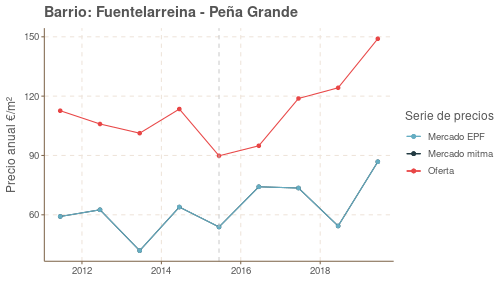 Barrio: Fuentelarreina - Peña Grande
Precio anual €/m²
150
120
90
60
2012
2014
2016
2018
Serie de precios
Mercado EPF
Mercado mitma
Oferta